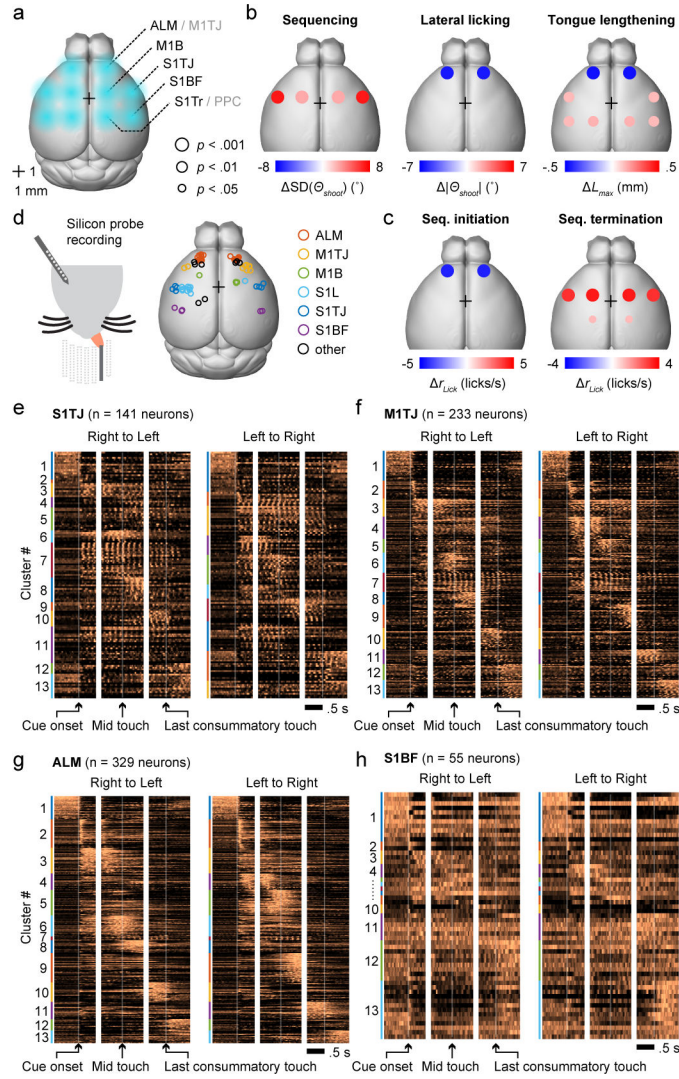 a
ALM / M1TJ
M1B
S1TJ
S1BF
S1Tr / PPC
1
1 mm
p < .001
p < .01
p < .05
b
Sequencing
Lateral licking
Tongue lengthening
-8
8
-7
7
-.5
.5
ΔSD(Θshoot) (°)
Δ|Θshoot| (°)
ΔLmax (mm)
c
Seq. initiation
Seq. termination
-5
5
-4
4
ΔrLick (licks/s)
ΔrLick (licks/s)
d
Silicon probe
recording
ALM
M1TJ
M1B
S1L
S1TJ
S1BF
other
e
S1TJ (n = 141 neurons)
Right to Left
Left to Right
Cluster #
1
2
3
4
5
6
7
8
9
10
11
12
13
.5 s
Cue onset
Mid touch
Last consummatory touch
f
M1TJ (n = 233 neurons)
Right to Left
Left to Right
1
2
3
4
5
6
7
8
9
10
11
12
13
.5 s
Cue onset
Mid touch
Last consummatory touch
g
ALM (n = 329 neurons)
Right to Left
Left to Right
Cluster #
1
2
3
4
5
6
7
8
9
10
11
12
13
.5 s
Cue onset
Mid touch
Last consummatory touch
h
S1BF (n = 55 neurons)
Right to Left
Left to Right
1
2
3
4
10
11
12
13
.5 s
Cue onset
Mid touch
Last consummatory touch